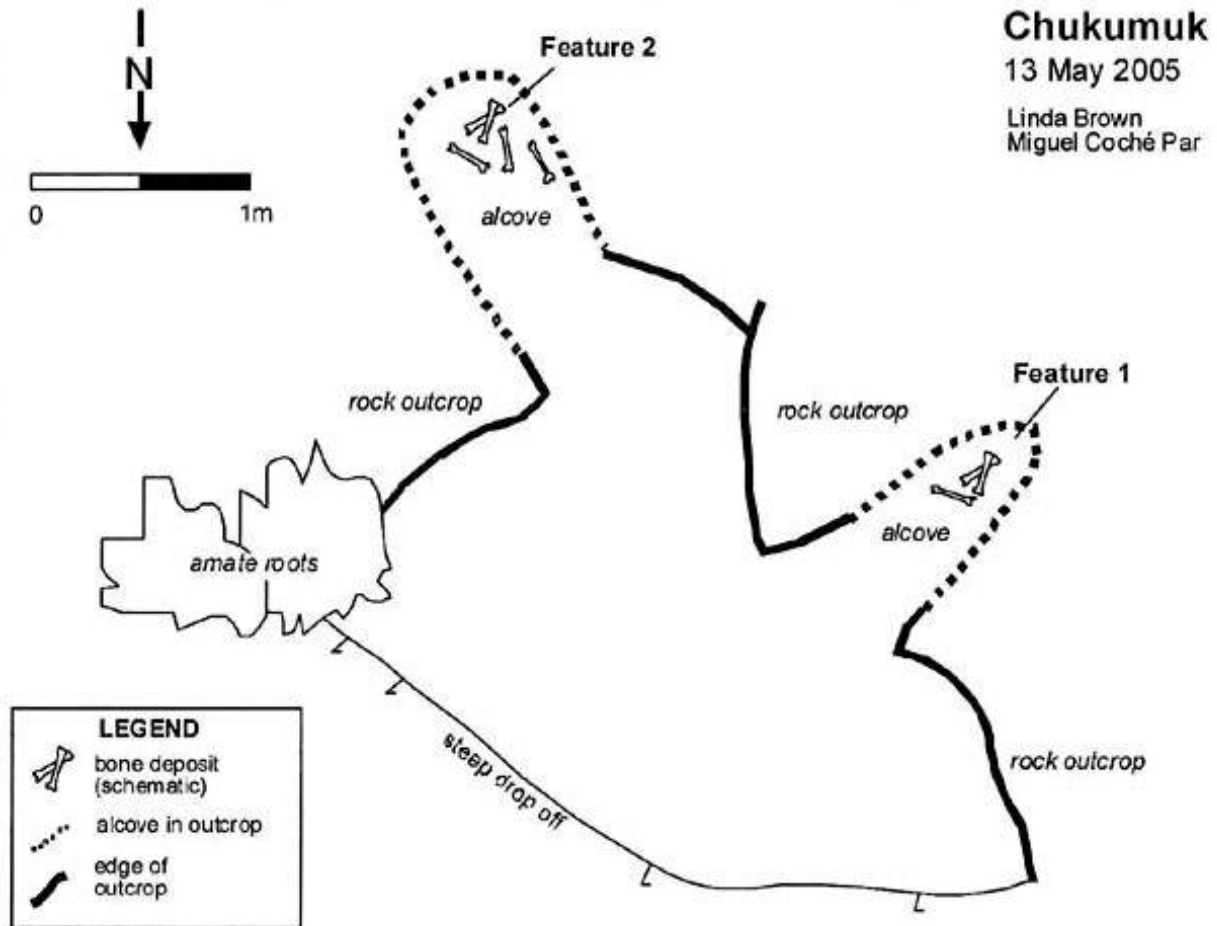 Chukumuk
13 May 2005
Linda Brown
Miguel Coché Par
N
0 1m
Feature 2
alcove
rock outcrop
Feature 1
rock outcrop
alcove
amate roots
steep drop off
rock outcrop
LEGEND
bone deposit
(schematic)
alcove in outcrop
edge of
outcrop